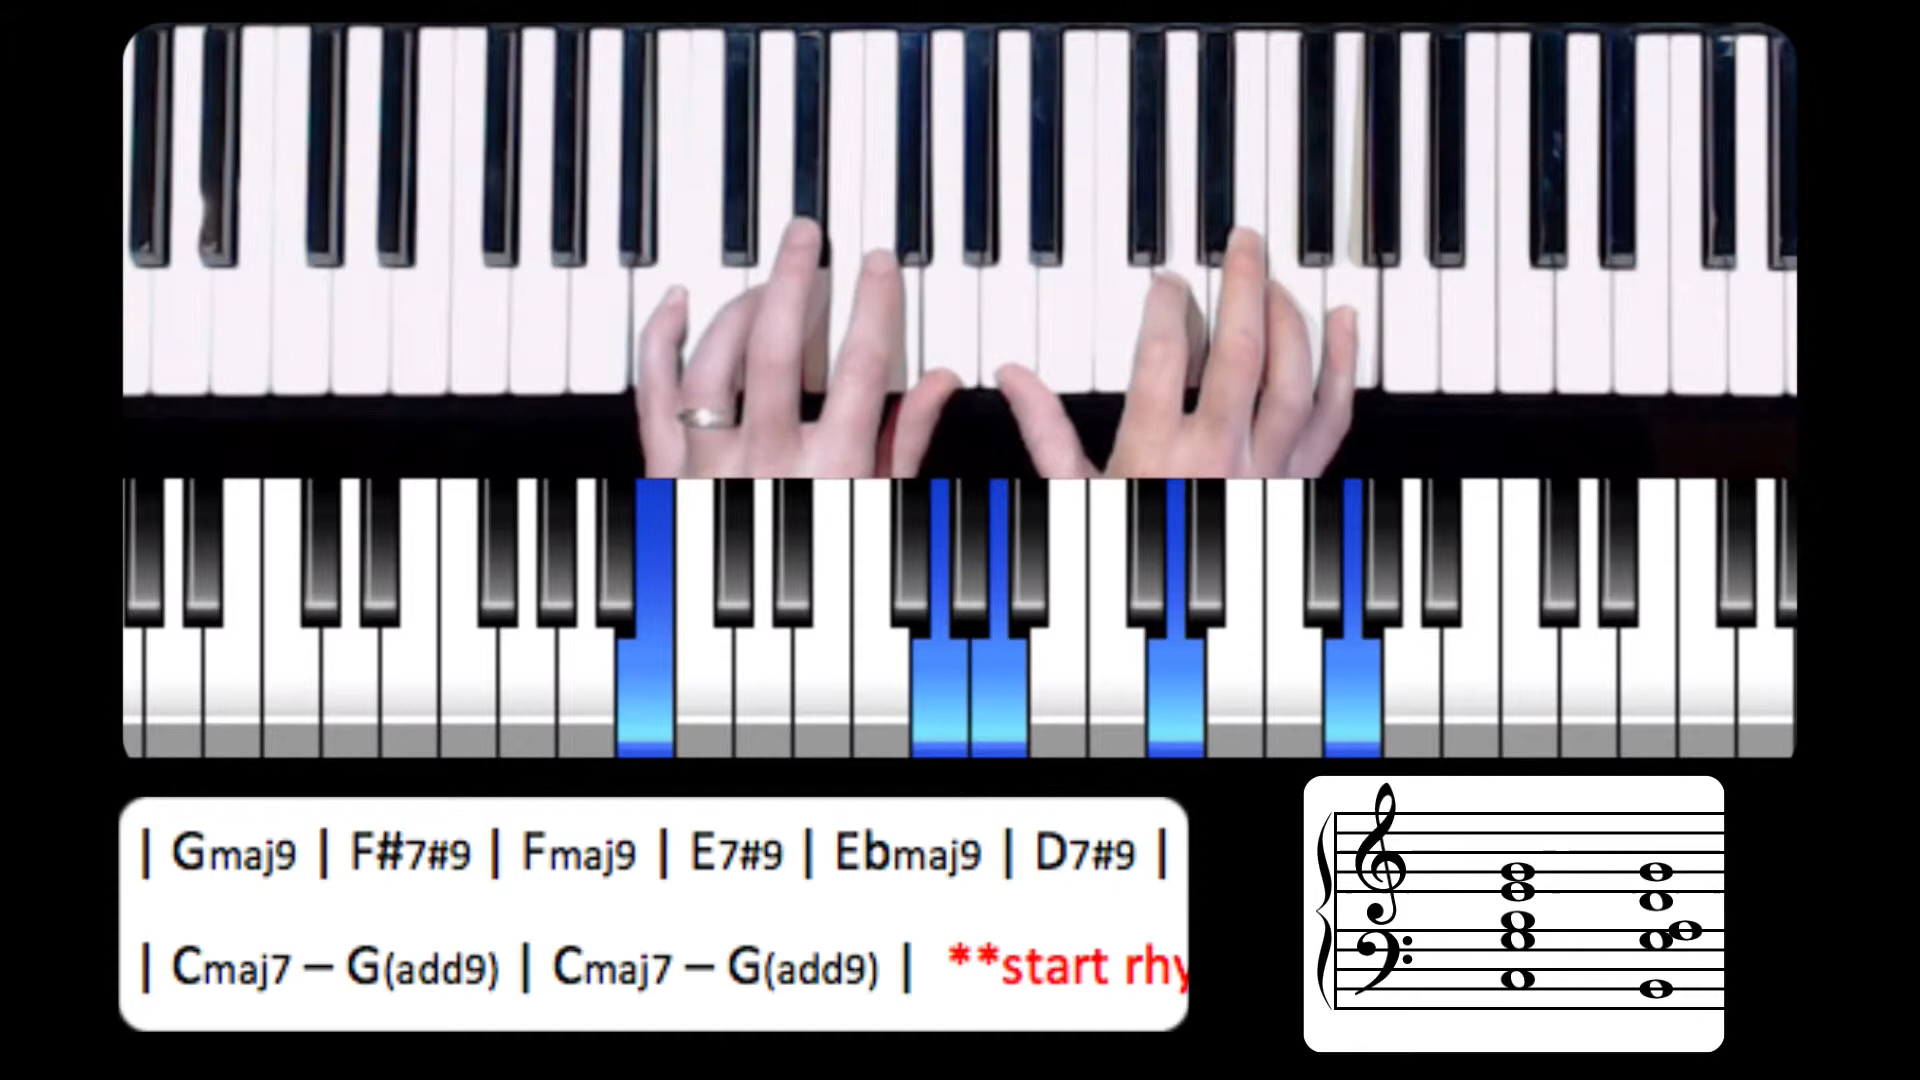 | Gmaj9 | F#7#9 | Fmaj9 | E7#9 | Ebmaj9 | D7#9 |
| Cmaj7 – G(add9) | Cmaj7 – G(add9) | **start rhy